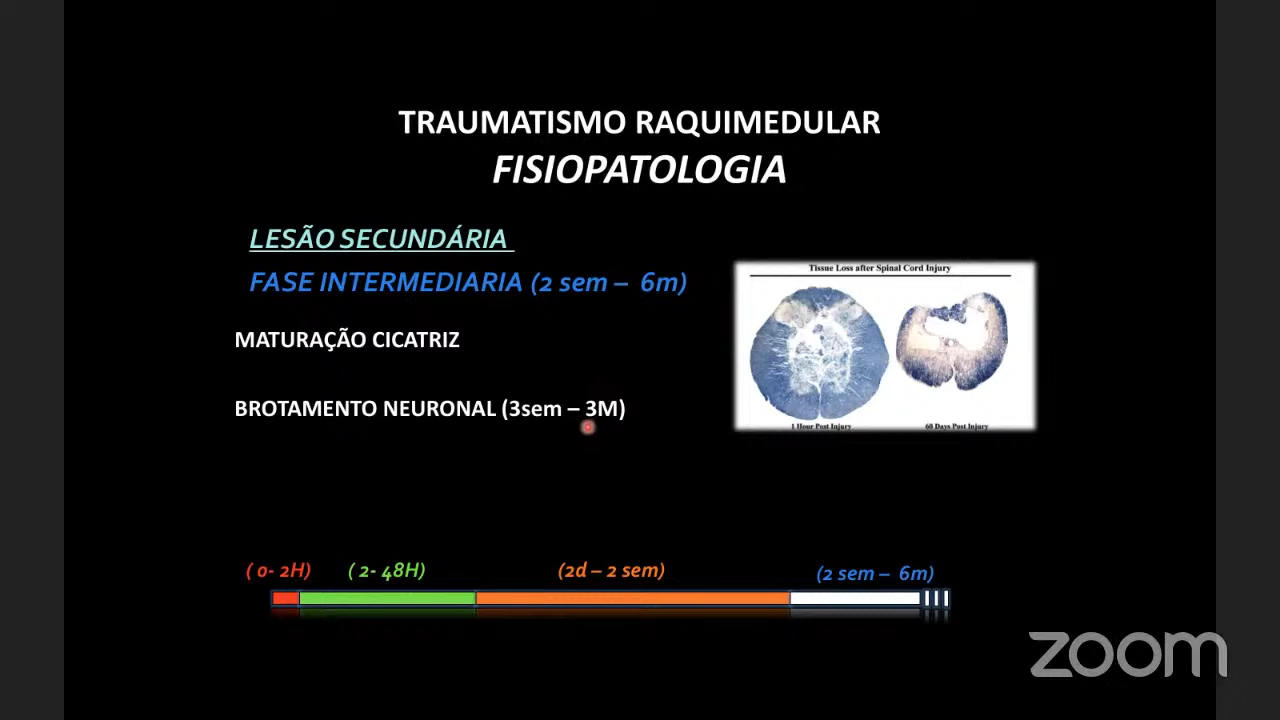 TRAUMATISMO RAQUIMEDULAR
FISIOPATOLOGIA
LESÃO SECUNDÁRIA
FASE INTERMEDIARIA (2 sem – 6m)
MATURAÇÃO CICATRIZ
BROTAMENTO NEURONAL (3sem – 3M)
Tissue Loss after Spinal Cord Injury
1 Hour Post Injury
60 Days Post Injury
( 0- 2H)
( 2- 48H)
(2d – 2 sem)
(2 sem – 6m)
zoom